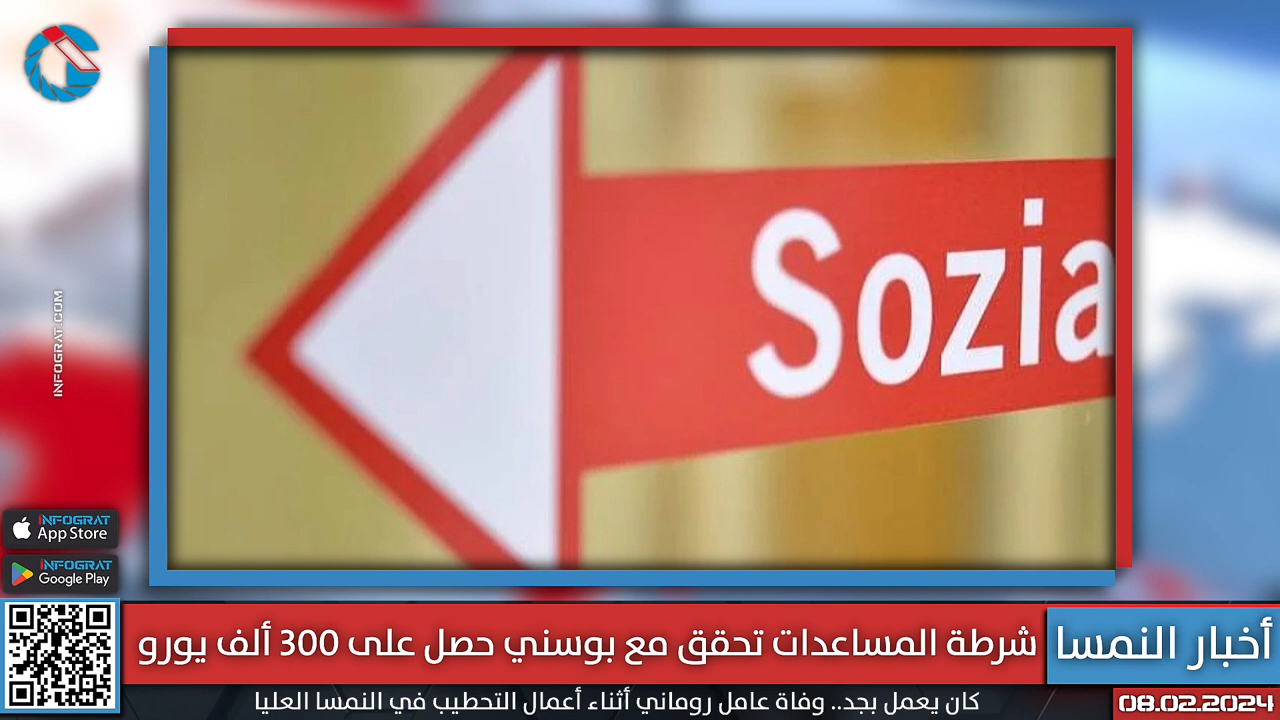 Sozia
INFOGRAT.COM
INFOGRAT
App Store
INFOGRAT
Google Play
أخبار النمسا
شرطة المساعدات تحقق مع بوسني حصل على 300 ألف يورو
08.02.2024
كان يعمل بجد.. وفاة عامل روماني أثناء أعمال التحطيب في النمسا العليا